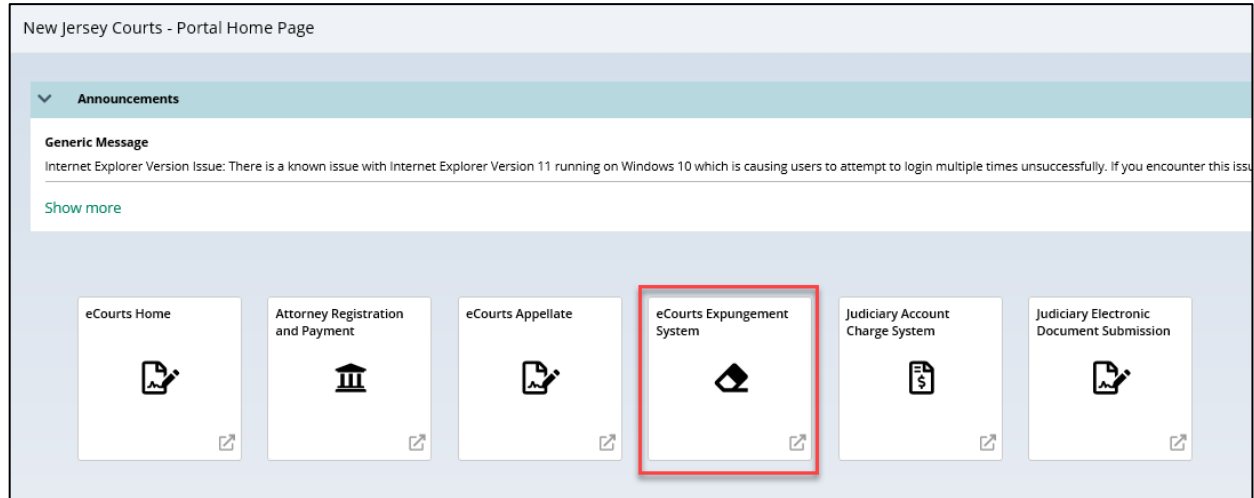 New Jersey Courts - Portal Home Page
Announcements
Generic Message
Internet Explorer Version Issue: There is a known issue with Internet Explorer Version 11 running on Windows 10 which is causing users to attempt to login multiple times unsuccessfully. If you encounter this
Show more
eCourts Home
Attorney Registration
and Payment
eCourts Appellate
eCourts Expungement
System
Judiciary Account
Charge System
Judiciary Electronic
Document Submission